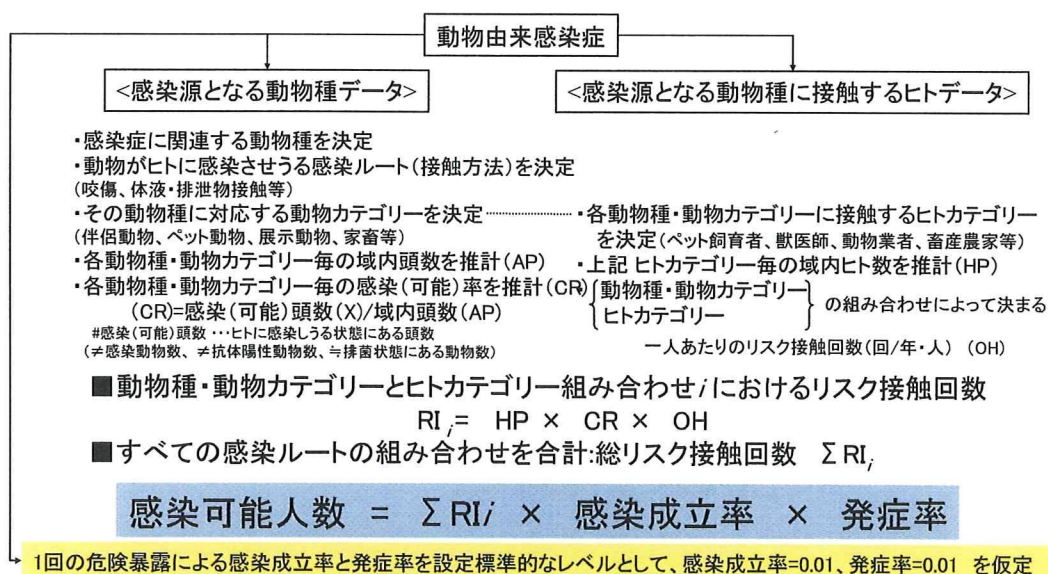 動物由来感染症
<感染源となる動物種データ>
<感染源となる動物種に接触するヒトデータ>
・感染症に関連する動物種を決定
・動物がヒトに感染させうる感染ルート(接触方法)を決定
(咬傷、体液・排泄物接触等)
・その動物種に対応する動物カテゴリーを決定
(伴侶動物、ペット動物、展示動物、家畜等)
・各動物種・動物カテゴリー毎の域内頭数を推計(AP)
・各動物種・動物カテゴリー毎の感染(可能)率を推計(CR)
(CR)=感染(可能)頭数(X)/域内頭数(AP)
#感染(可能)頭数 …ヒトに感染しうる状態にある頭数
(≠感染動物数、≠抗体陽性動物数、≒排菌状態にある動物数)
・各動物種・動物カテゴリーに接触するヒトカテゴリー
を決定(ペット飼育者、獣医師、動物業者、畜産農家等)
・上記 ヒトカテゴリー毎の域内ヒト数を推計(HP)
・動物種・動物カテゴリー
ヒトカテゴリー
の組み合わせによって決まる
一人あたりのリスク接触回数(回/年・人) (OH)
■動物種・動物カテゴリーとヒトカテゴリー組み合わせiにおけるリスク接触回数
RIi= HP × CR × OH
■すべての感染ルートの組み合わせを合計:総リスク接触回数 ΣRIi
感染可能人数 = ΣRIi × 感染成立率 × 発症率
1回の危険暴露による感染成立率と発症率を設定標準的なレベルとして、感染成立率=0.01、発症率=0.01 を仮定